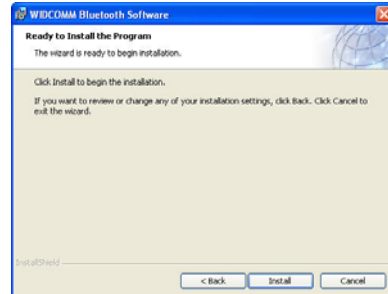 WIDCOMM Bluetooth Software
Ready to Install the Program
The wizard is ready to begin installation.
Click Install to begin the installation.
If you want to review or change any of your installation settings, click Back. Click Cancel to
exit the wizard.
InstallShield
< Back Install Cancel